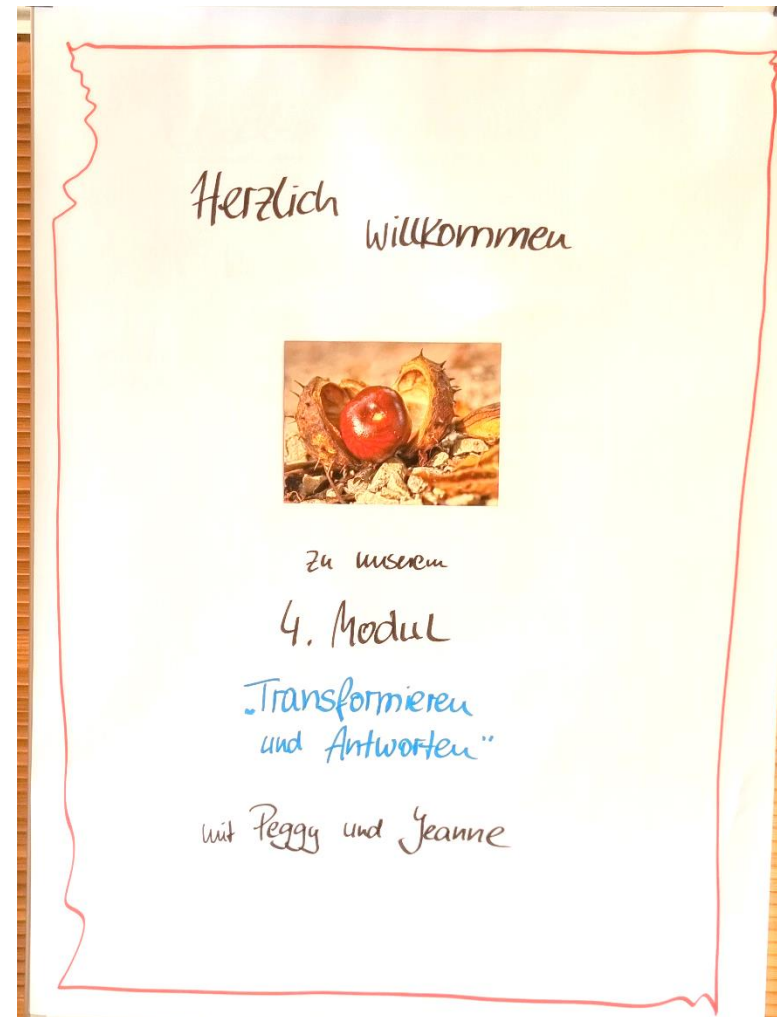 Herzlich willkommen
zu unserem
4. Modul
„Transformieren
und Antworten"
mit Peggy und Jeanne